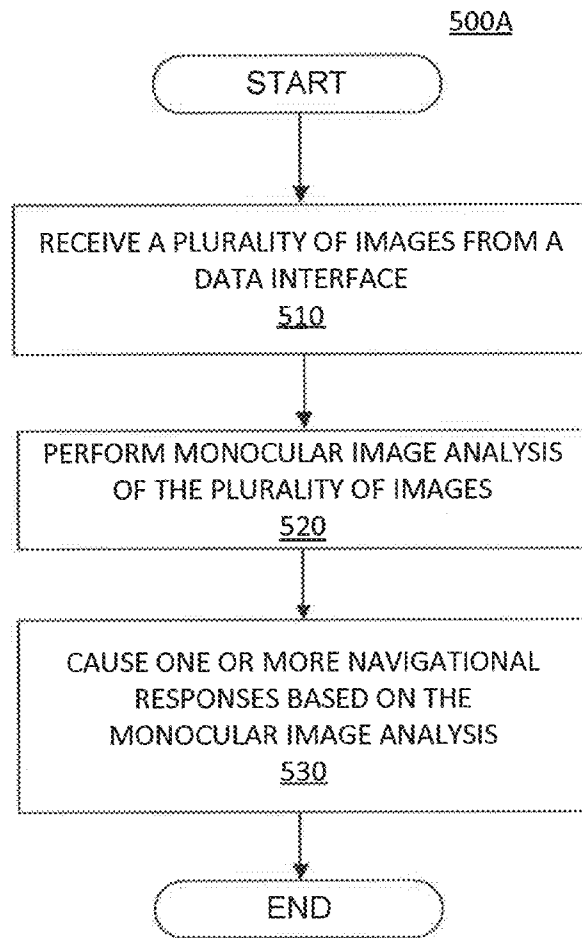 500A
START
RECEIVE A PLURALITY OF IMAGES FROM A
DATA INTERFACE
510
PERFORM MONOCULAR IMAGE ANALYSIS
OF THE PLURALITY OF IMAGES
520
CAUSE ONE OR MORE NAVIGATIONAL
RESPONSES BASED ON THE
MONOCULAR IMAGE ANALYSIS
530
END